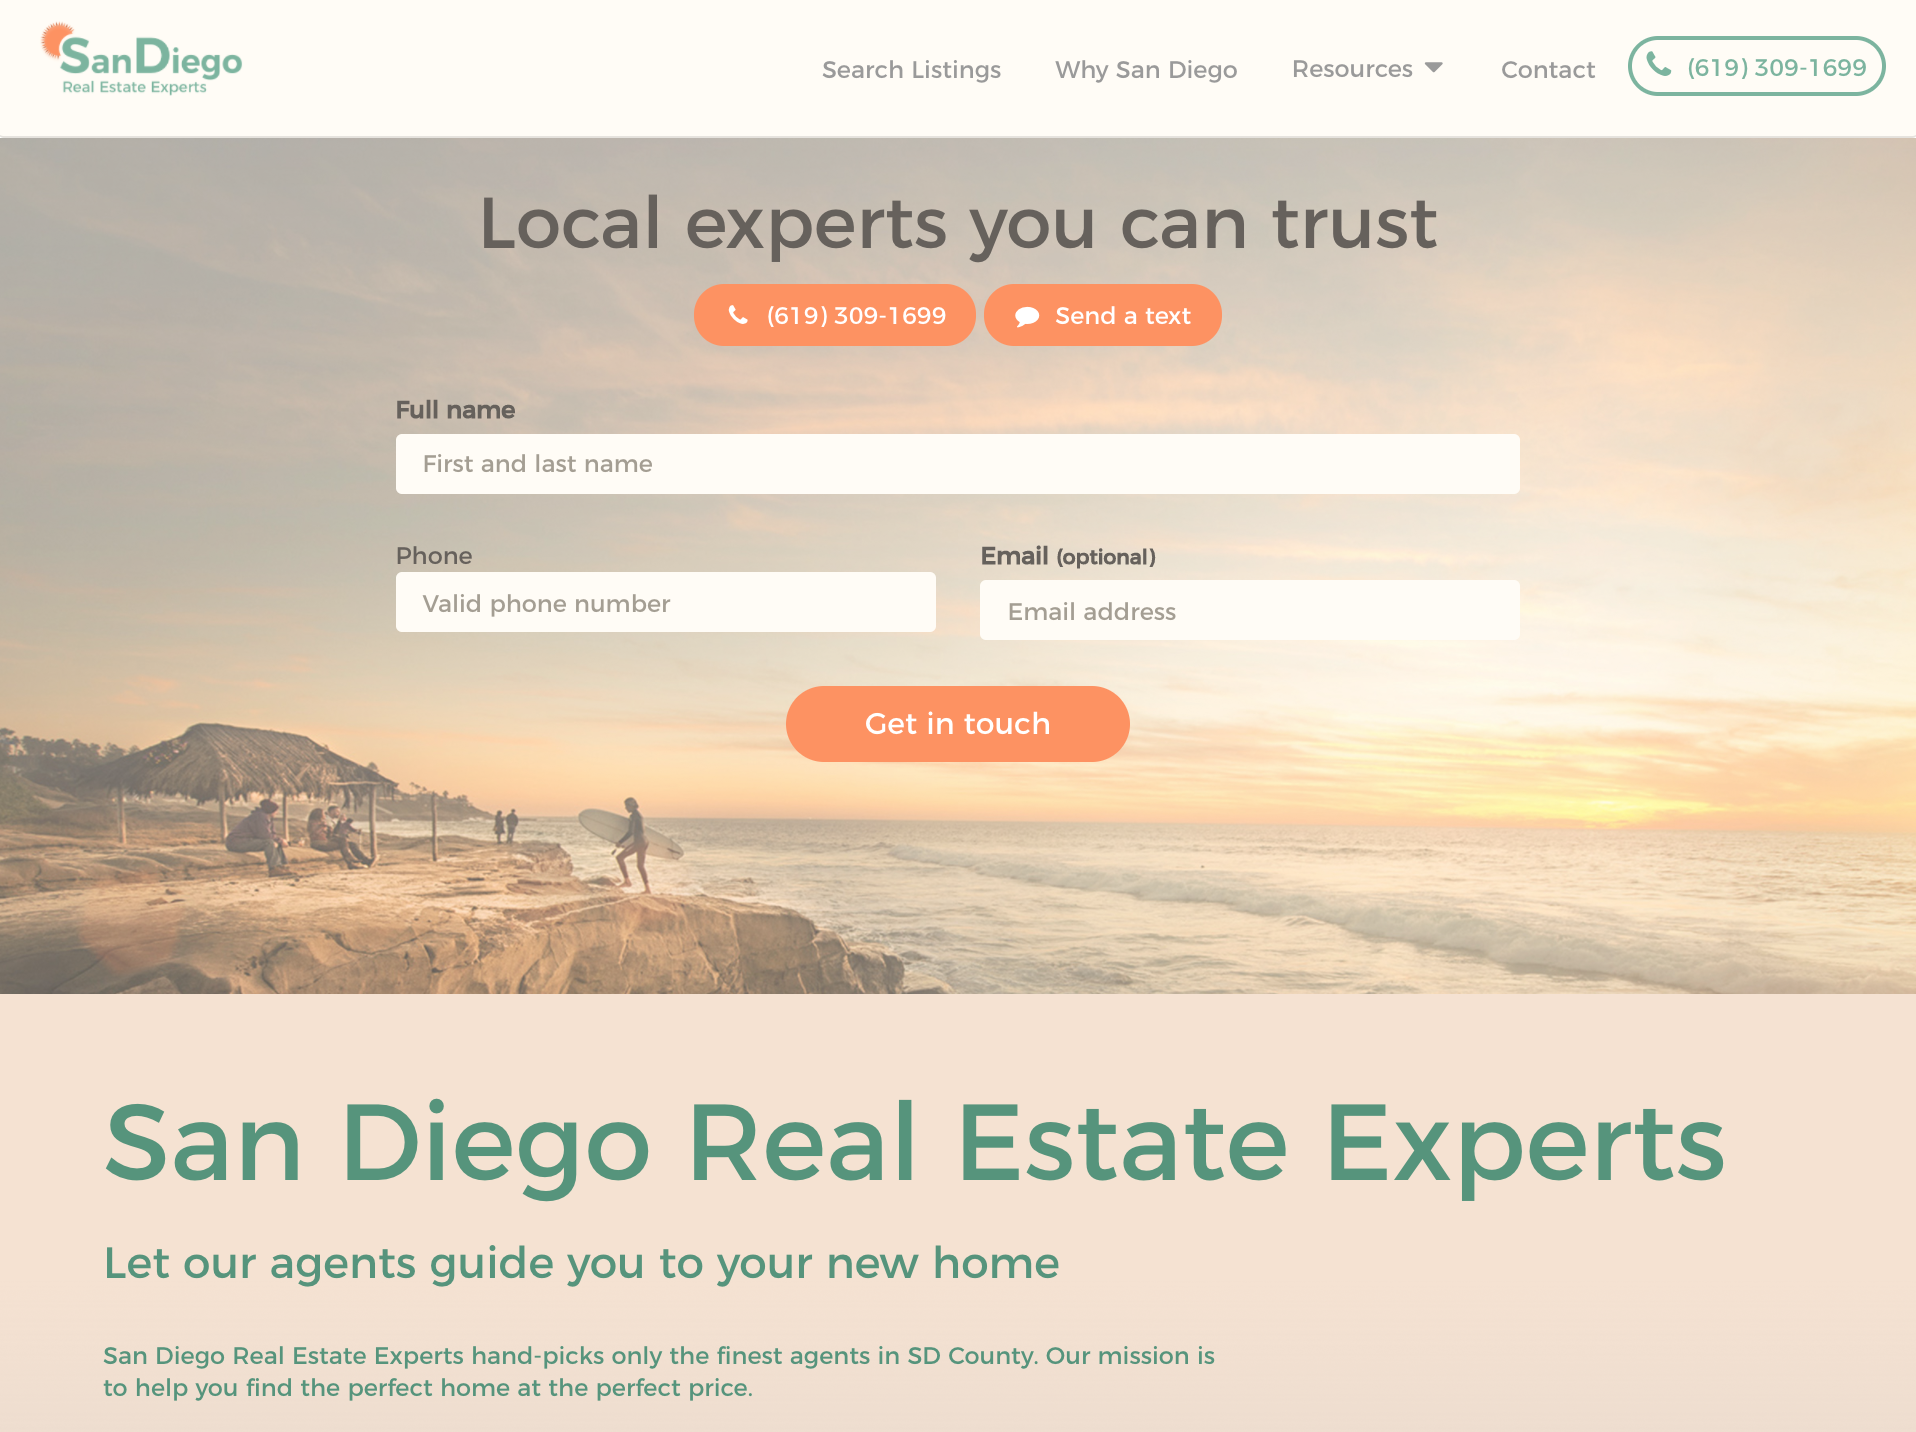 SanDiego
Real Estate Experts
Search Listings
Why San Diego
Resources
Contact
(619) 309-1699
Local experts you can trust
(619) 309-1699
Send a text
Full name
First and last name
Phone
Email (optional)
Valid phone number
Email address
Get in touch
San Diego Real Estate Experts
Let our agents guide you to your new home
San Diego Real Estate Experts hand-picks only the finest agents in SD County. Our mission is
to help you find the perfect home at the perfect price.